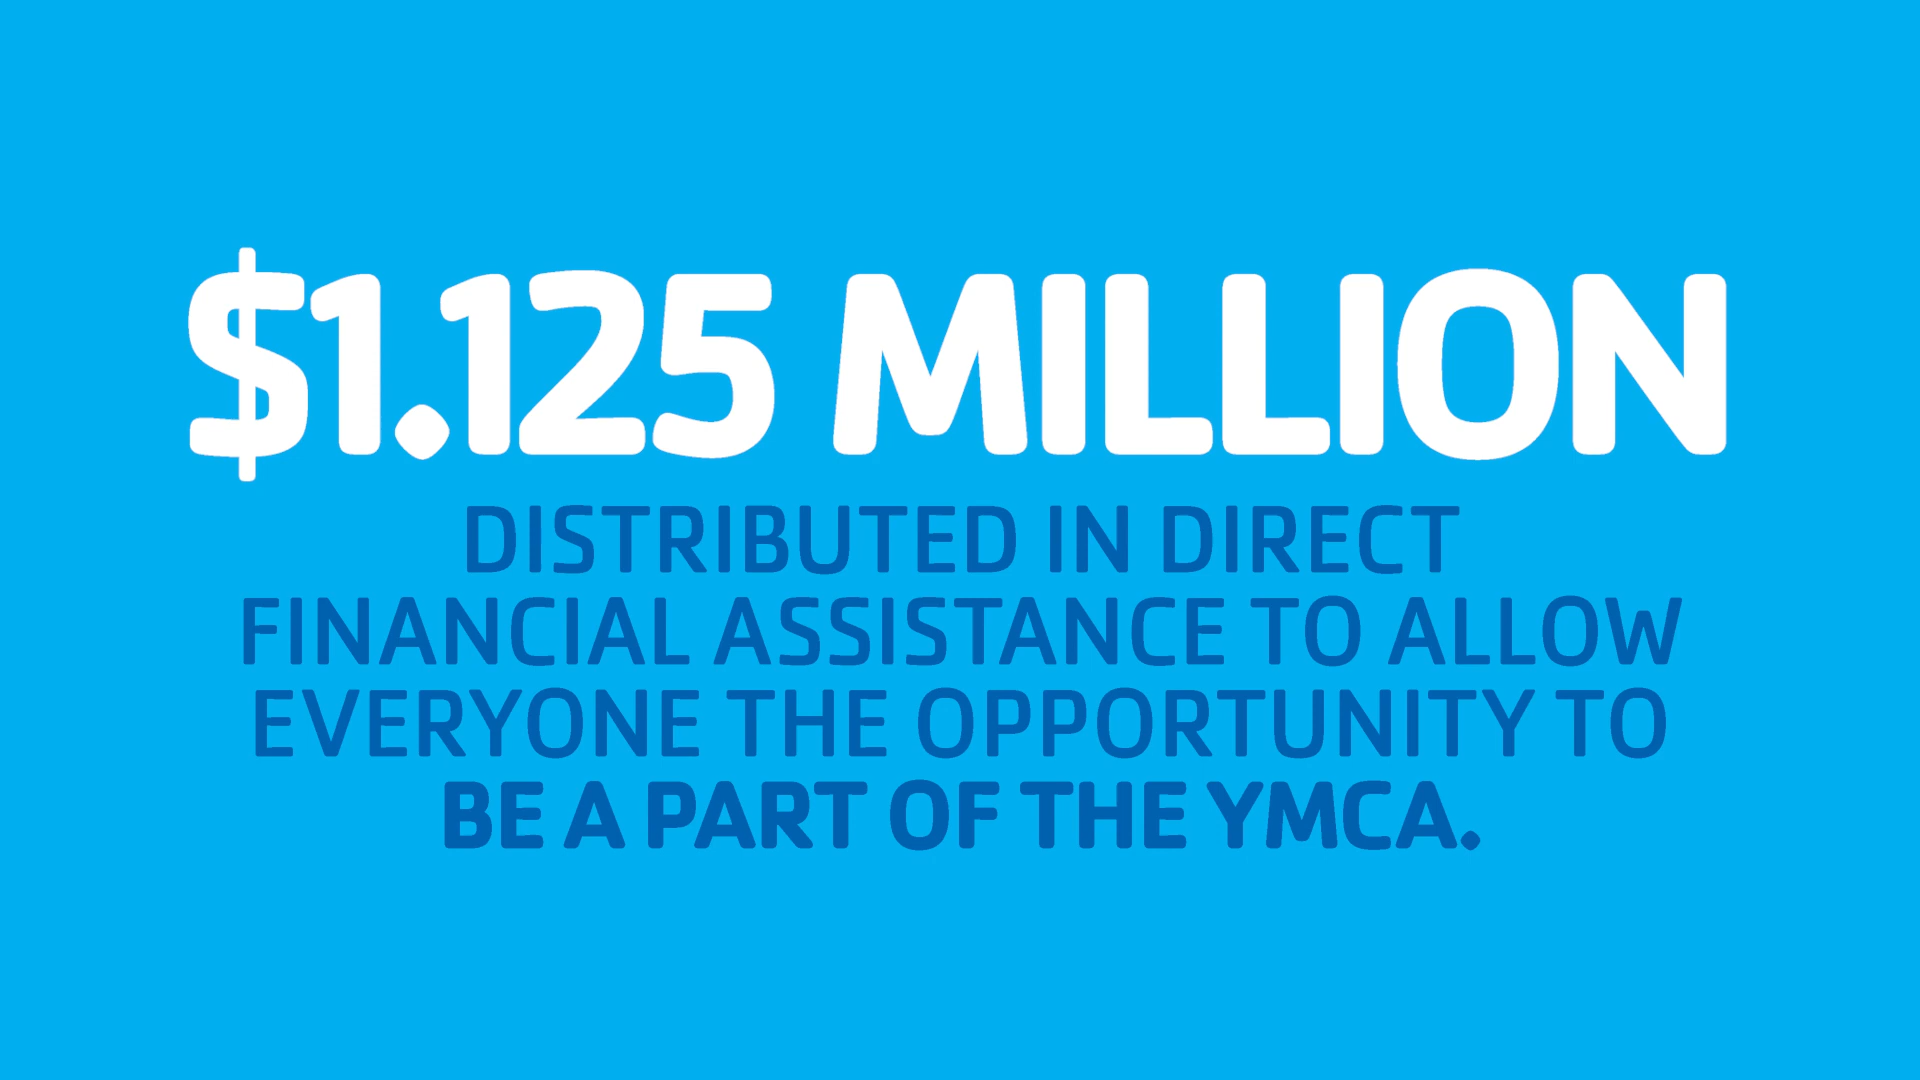 $1.125 MILLION
DISTRIBUTED IN DIRECT
FINANCIAL ASSISTANCE TO ALLOW
EVERYONE THE OPPORTUNITY TO
BE A PART OF THE YMCA.